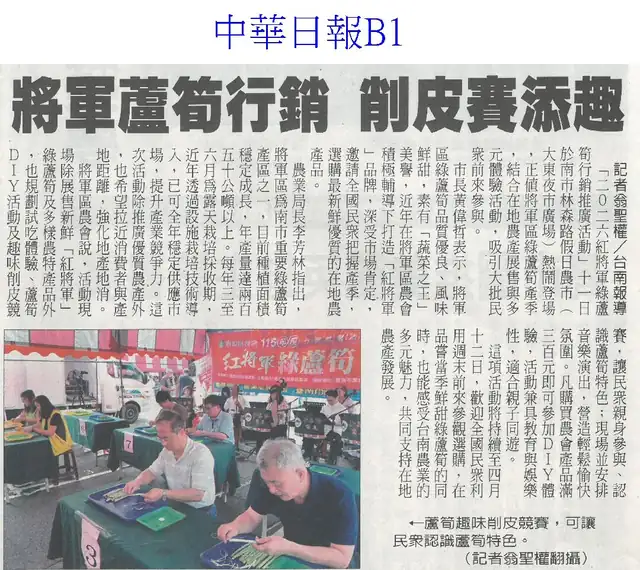 中華日報B1
將軍蘆筍行銷 削皮賽添趣
記者翁聖權／台南報導
「二〇二六紅將軍綠蘆
筍行銷推廣活動」十一日
於南市林森路假日農市（
大東夜市廣場）熱鬧登場
，正值將軍區綠蘆筍產季
，結合在地農產展售與多
元體驗活動，吸引大批民
眾前來參與。
市長黃偉哲表示，將軍
區綠蘆筍品質優良、風味
鮮甜，素有「蔬菜之王」
美譽，近年在將軍區農會
積極輔導下打造「紅將軍
」品牌，深受市場肯定，
邀請全國民眾把握產季，
選購最新鮮優質的在地農
產品。
農業局長李芳林指出，
將軍區為南市重要綠蘆筍
產區之一，目前種植面積
穩定成長，年產量達兩百
五十公噸以上。每年三至
六月為露天栽培採收期，
近年透過設施栽培技術導
入，已可全年穩定供應市
場，提升產業競爭力。這
次活動除推廣優質農產外
，也希望拉近消費者與產
地距離，強化地產地消。
將軍區農會說，活動現
場除展售新鮮「紅將軍」
綠蘆筍及多樣農特產品外
，也規劃試吃體驗、蘆筍
DIY活動及趣味削皮競
賽，讓民眾親身參與、認
識蘆筍特色；現場並安排
音樂演出，營造輕鬆愉快
氛圍。凡購買農會產品滿
三百元即可參加DIY體
驗，活動兼具教育與娛樂
性，適合親子同遊。
這項活動將持續至四月
十二日，歡迎全國民眾利
用週末前來參觀選購，在
品嘗當季鮮甜綠蘆筍的同
時，也能感受台南農業的
多元魅力，共同支持在地
農產發展。
115
紅將軍綠蘆筍
7
8
←蘆筍趣味削皮競賽，可讓
民眾認識蘆筍特色。
（記者翁聖權翻攝）